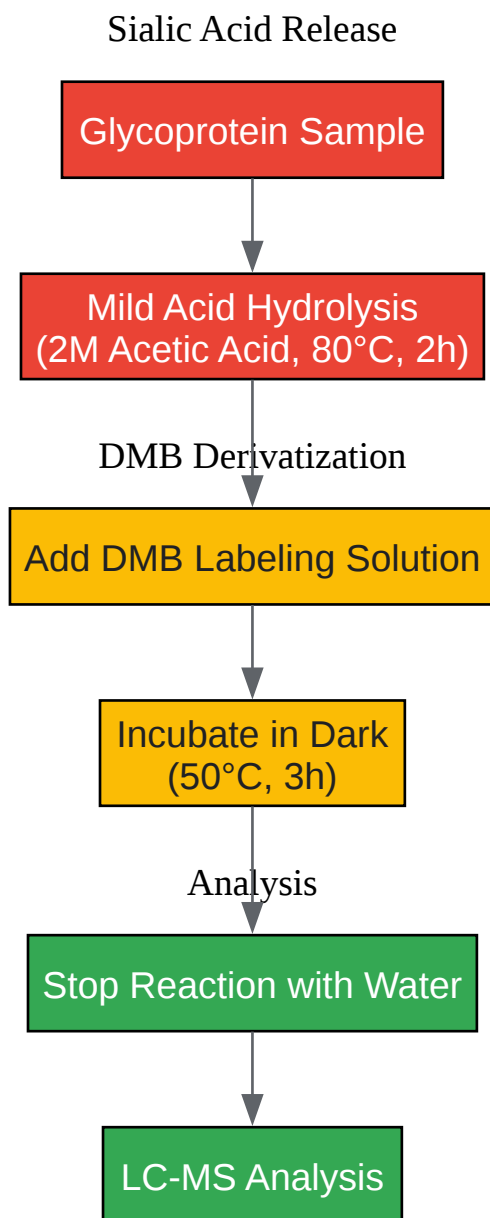 Sialic Acid Release
Glycoprotein Sample
Mild Acid Hydrolysis
(2M Acetic Acid, 80°C, 2h)
DMB Derivatization
Add DMB Labeling Solution
Incubate in Dark
(50°C, 3h)
Analysis
Stop Reaction with Water
LC-MS Analysis